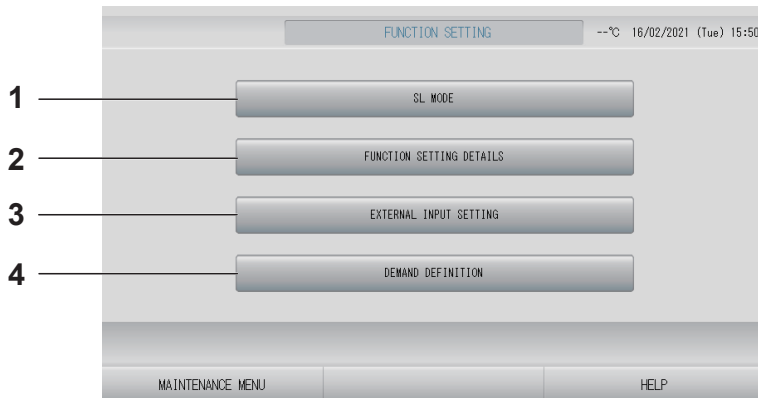 FUNCTION SETTING --℃ 16/02/2021 (Tue) 15:50
1 SL MODE
2 FUNCTION SETTING DETAILS
3 EXTERNAL INPUT SETTING
4 DEMAND DEFINITION
MAINTENANCE MENU HELP